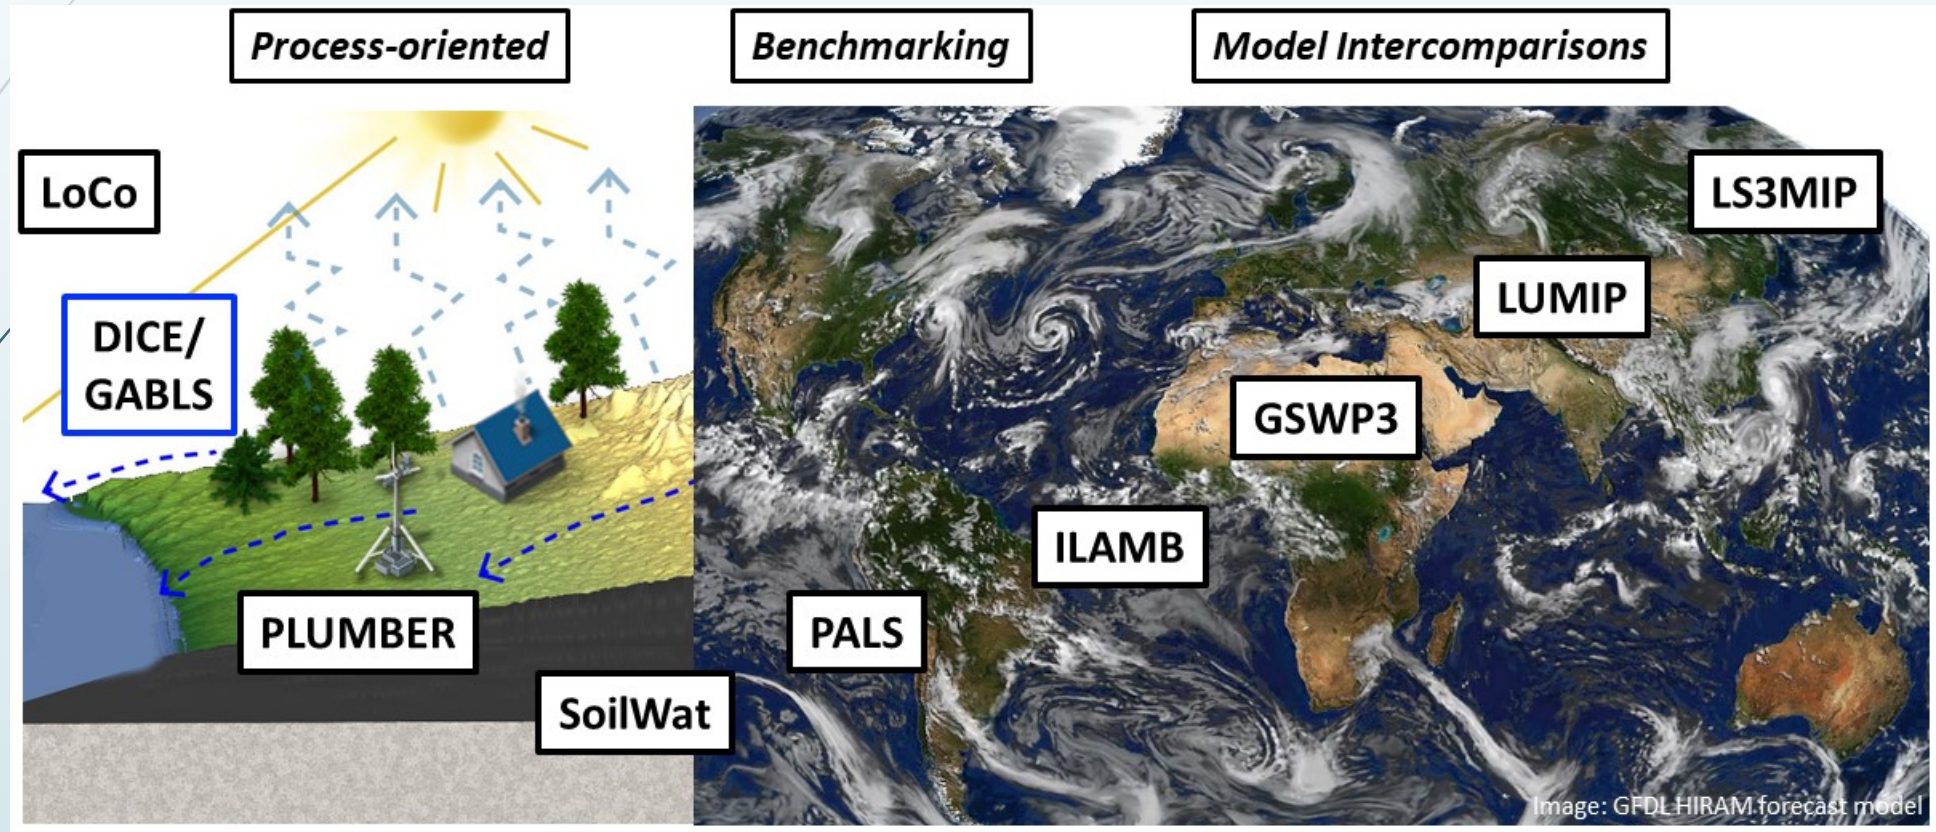 Process-oriented
Benchmarking
Model Intercomparisons
LoCo
LS3MIP
LUMIP
DICE/
GABLS
GSWP3
ILAMB
PLUMBER
PALS
SoilWat
Image: GFDL HIRAM forecast model